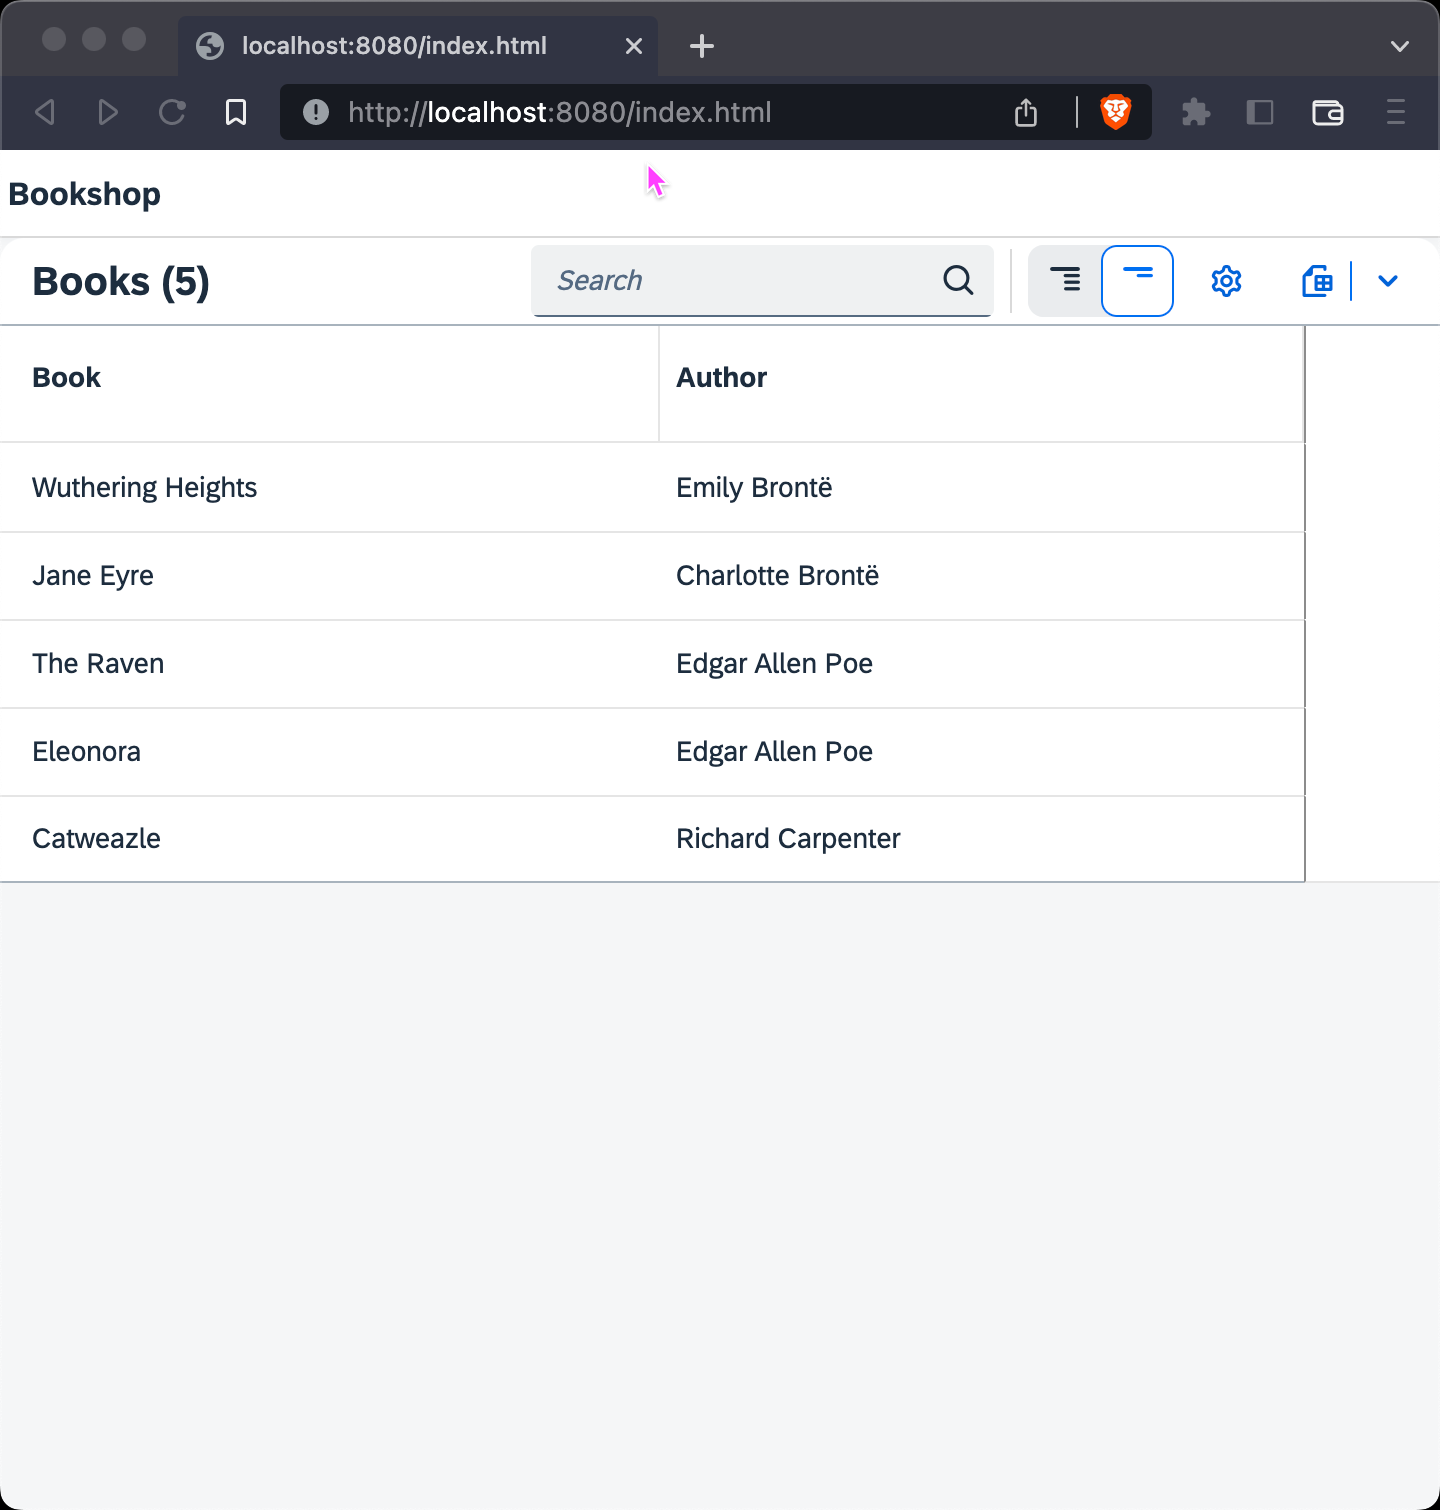 localhost:8080/index.html
http://localhost:8080/index.html
Bookshop
Books (5)
Search
Book Author
Wuthering Heights Emily Brontë
Jane Eyre Charlotte Brontë
The Raven Edgar Allen Poe
Eleonora Edgar Allen Poe
Catweazle Richard Carpenter